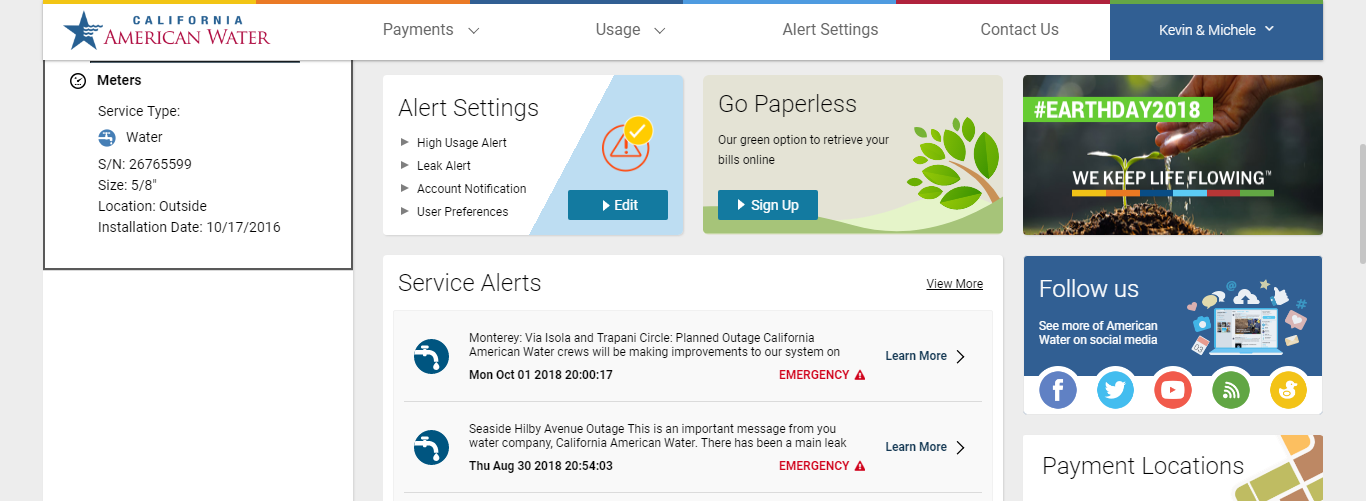 CALIFORNIA
AMERICAN WATER
Payments
Usage
Alert Settings
Contact Us
Kevin & Michele
Meters
Service Type:
Water
S/N: 26765599
Size: 5/8"
Location: Outside
Installation Date: 10/17/2016
Alert Settings
High Usage Alert
Leak Alert
Account Notification
User Preferences
Edit
Go Paperless
Our green option to retrieve your
bills online
Sign Up
#EARTHDAY2018
WE KEEP LIFE FLOWING™
Service Alerts
View More
Monterey: Via Isola and Trapani Circle: Planned Outage California
American Water crews will be making improvements to our system on
Mon Oct 01 2018 20:00:17
EMERGENCY
Learn More
Seaside Hilby Avenue Outage This is an important message from you
water company, California American Water. There has been a main leak
Thu Aug 30 2018 20:54:03
EMERGENCY
Learn More
Follow us
See more of American
Water on social media
Payment Locations